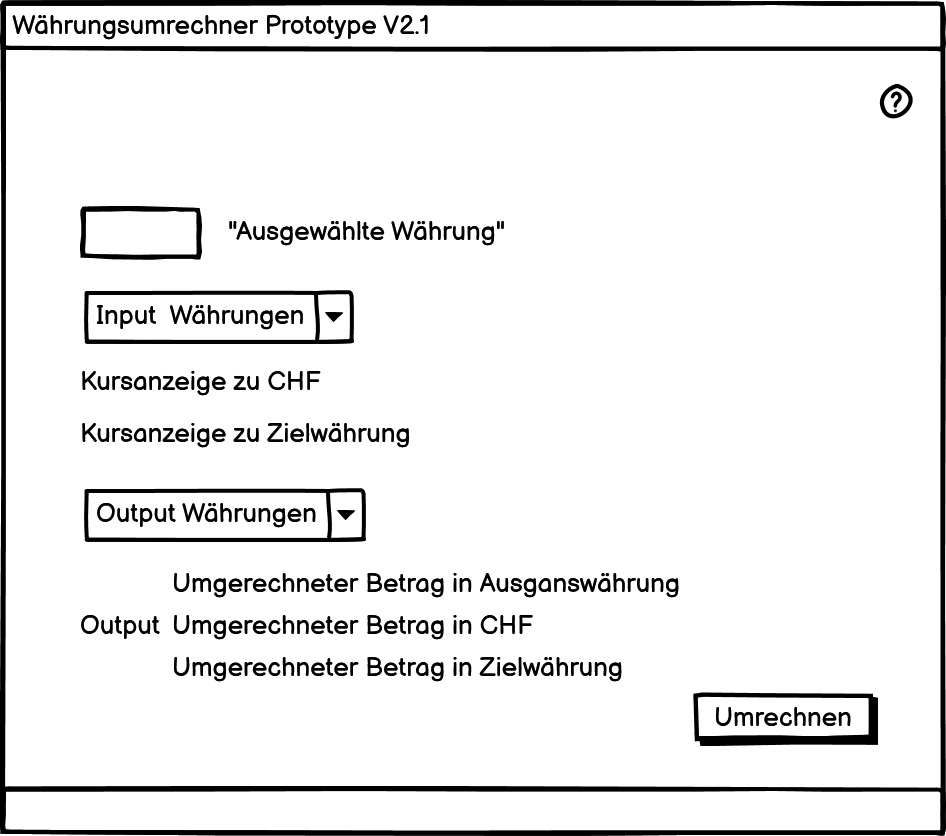 Währungsumrechner Prototype V2.1
?
"Ausgewählte Währung"
Input Währungen
Kursanzeige zu CHF
Kursanzeige zu Zielwährung
Output Währungen
Umgerechneter Betrag in Ausganswährung
Output Umgerechneter Betrag in CHF
Umgerechneter Betrag in Zielwährung
Umrechnen